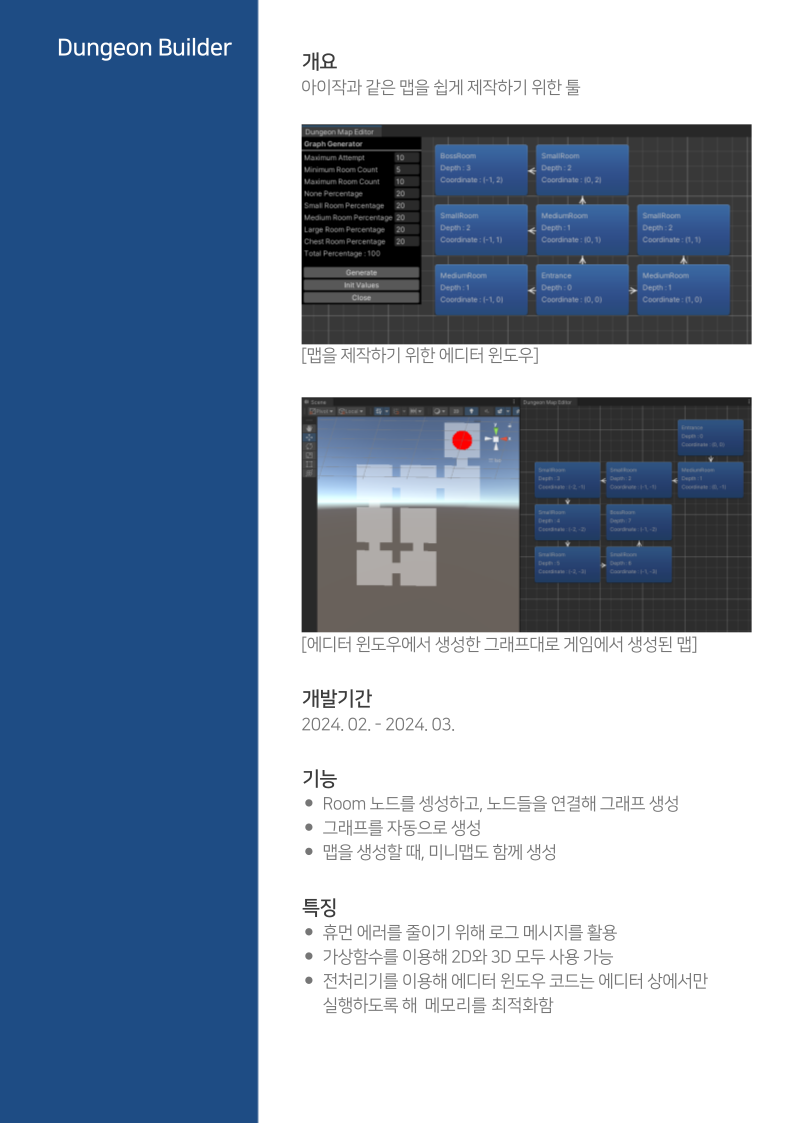 Dungeon Builder
개요
아이작과 같은 맵을 쉽게 제작하기 위한 툴
Dungeon Map Editor
Graph Generator
Maximum Attempt 10
Minimum Room Count 5
Maximum Room Count 10
None Percentage 20
Small Room Percentage 20
Medium Room Percentage 20
Large Room Percentage 20
Chest Room Percentage 20
Total Percentage : 100
Generate
Init Values
Close
BossRoom
Depth : 3
Coordinate : (-1, 2)
SmallRoom
Depth : 2
Coordinate : (0, 2)
SmallRoom
Depth : 2
Coordinate : (-1, 1)
MediumRoom
Depth : 1
Coordinate : (0, 1)
SmallRoom
Depth : 2
Coordinate : (1, 1)
MediumRoom
Depth : 1
Coordinate : (-1, 0)
Entrance
Depth : 0
Coordinate : (0, 0)
MediumRoom
Depth : 1
Coordinate : (1, 0)
[맵을 제작하기 위한 에디터 윈도우]
Scene
Pivot
Local
Dungeon Map Editor
Entrance
Depth : 0
Coordinate : (0, 0)
SmallRoom
Depth : 3
Coordinate : (-2, -1)
SmallRoom
Depth : 2
Coordinate : (-1, -1)
MediumRoom
Depth : 1
Coordinate : (0, -1)
SmallRoom
Depth : 4
Coordinate : (-2, -2)
BossRoom
Depth : 7
Coordinate : (-1, -2)
SmallRoom
Depth : 5
Coordinate : (-2, -3)
SmallRoom
Depth : 6
Coordinate : (-1, -3)
[에디터 윈도우에서 생성한 그래프대로 게임에서 생성된 맵]
개발기간
2024. 02. - 2024. 03.
기능
● Room 노드를 셍성하고, 노드들을 연결해 그래프 생성
● 그래프를 자동으로 생성
● 맵을 생성할 때, 미니맵도 함께 생성
특징
● 휴먼 에러를 줄이기 위해 로그 메시지를 활용
● 가상함수를 이용해 2D와 3D 모두 사용 가능
● 전처리기를 이용해 에디터 윈도우 코드는 에디터 상에서만
실행하도록 해 메모리를 최적화함